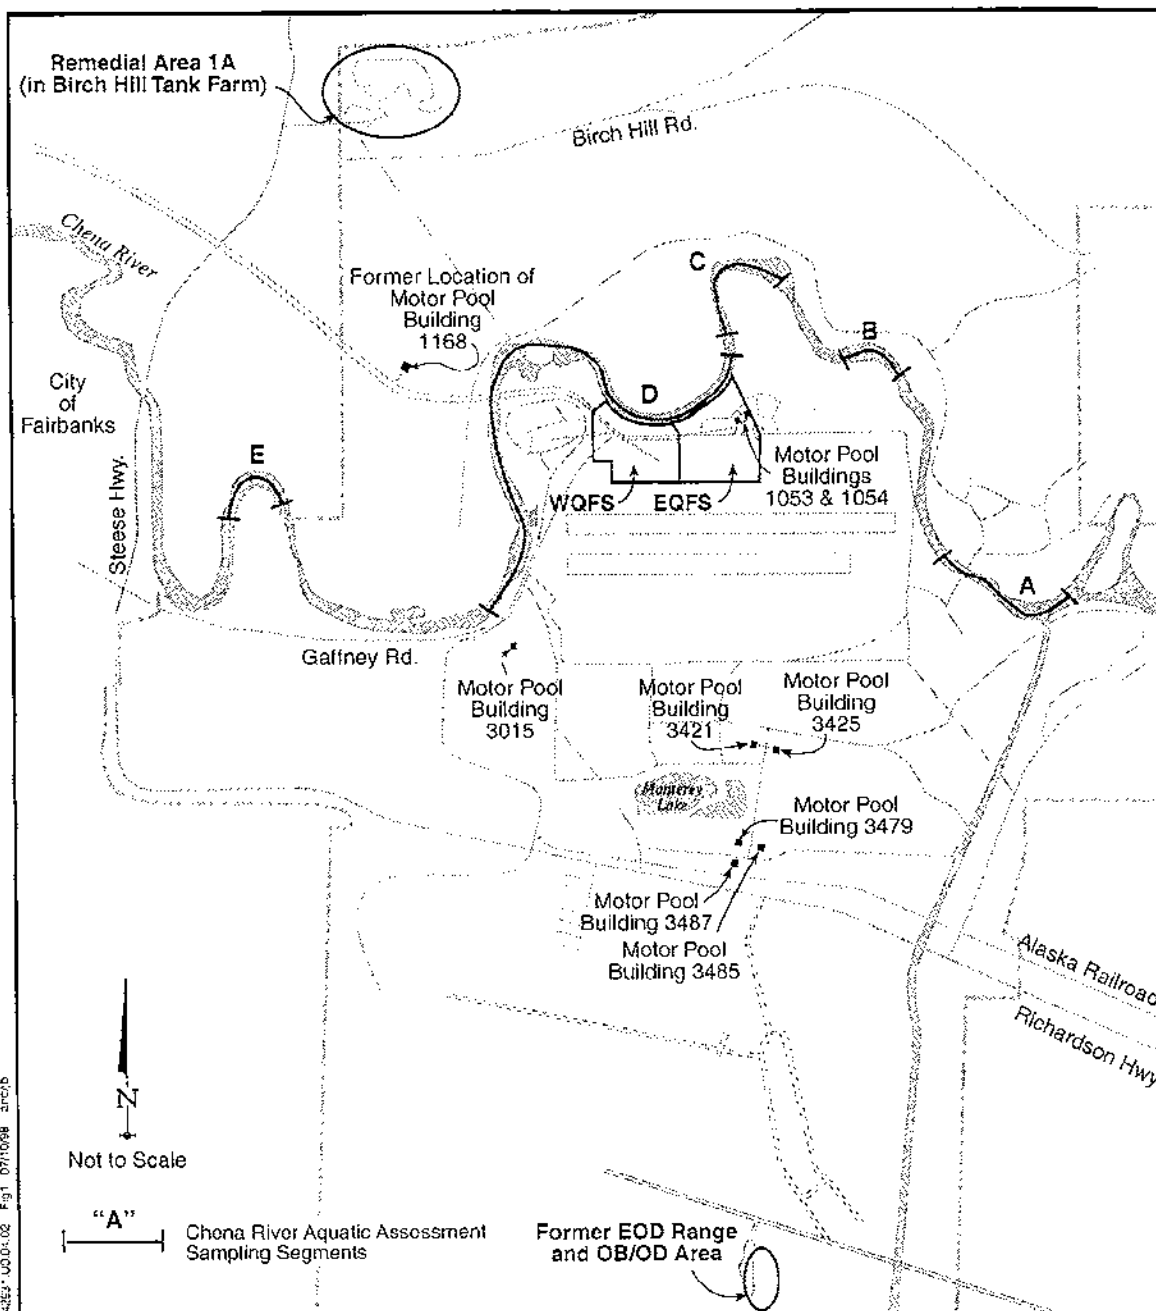 Remedial Area 1A
(in Birch Hill Tank Farm)
Birch Hill Rd.
Chena River
Former Location of
Motor Pool
Building
1168
C
B
City
of
Fairbanks
D
E
Steese Hwy.
Motor Pool
Buildings
1053 & 1054
WQFS
EQFS
A
Gaffney Rd.
Motor Pool
Building
3015
Motor Pool
Building
3421
Motor Pool
Building
3425
Monterey
Lake
Motor Pool
Building 3479
Motor Pool
Building 3487
Motor Pool
Building 3485
Alaska Railroad
Richardson Hwy
N
Not to Scale
"A"
Chena River Aquatic Assessment
Sampling Segments
Former EOD Range
and OB/OD Area
Fig1 07/10/98